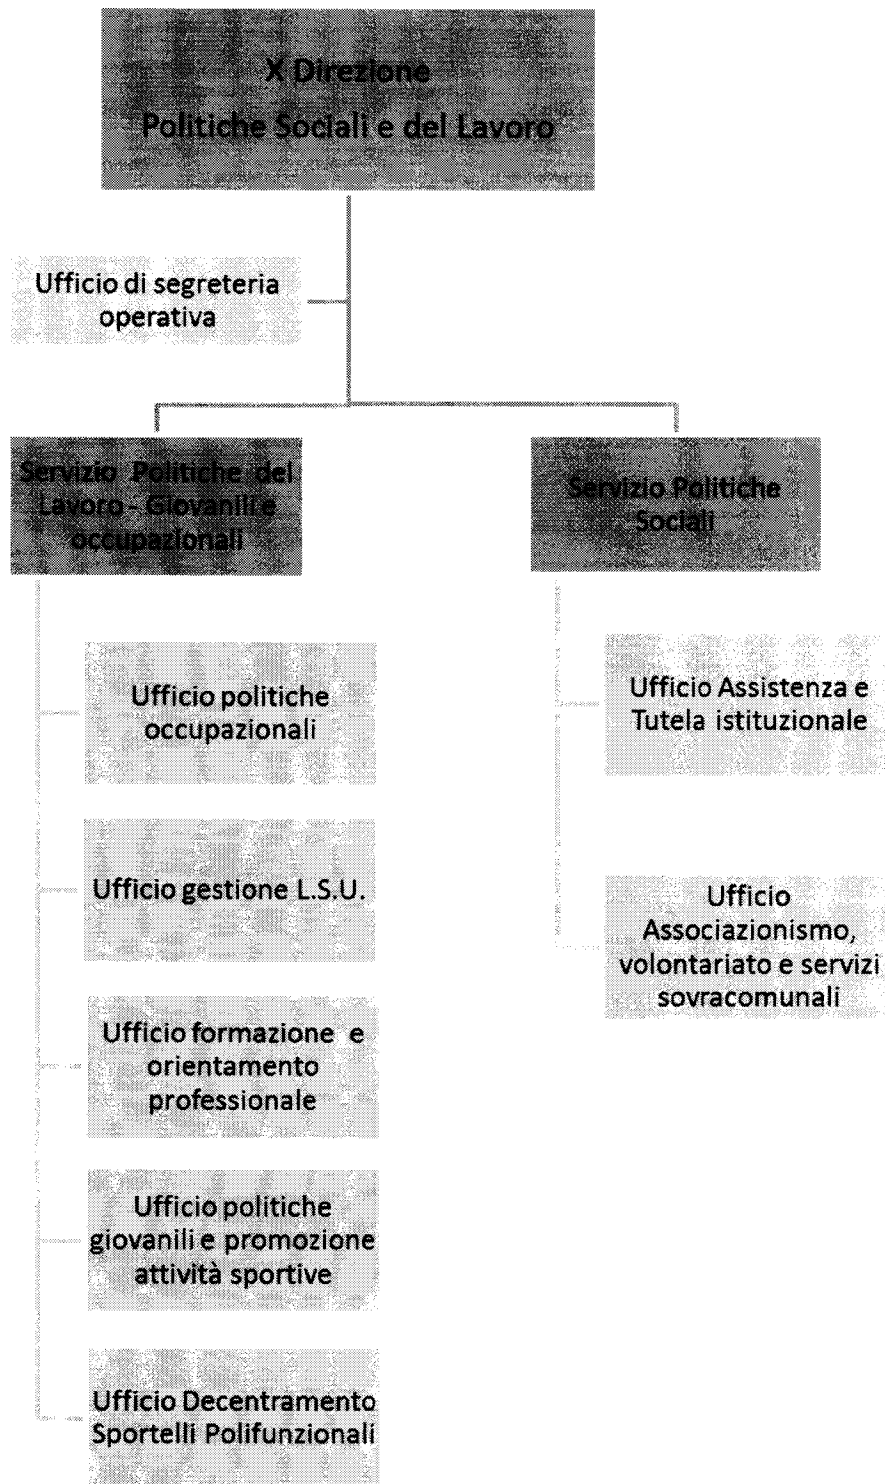 X Direzione
Politiche Sociali e del Lavoro
Ufficio di segreteria
operativa
Servizio Politiche del
Lavoro - Giovanili e
occupazionali
Ufficio politiche
occupazionali
Ufficio gestione L.S.U.
Ufficio formazione e
orientamento
professionale
Ufficio politiche
giovanili e promozione
attività sportive
Ufficio Decentramento
Sportelli Polifunzionali
Servizio Politiche
Sociali
Ufficio Assistenza e
Tutela istituzionale
Ufficio
Associazionismo,
volontariato e servizi
sovracomunali